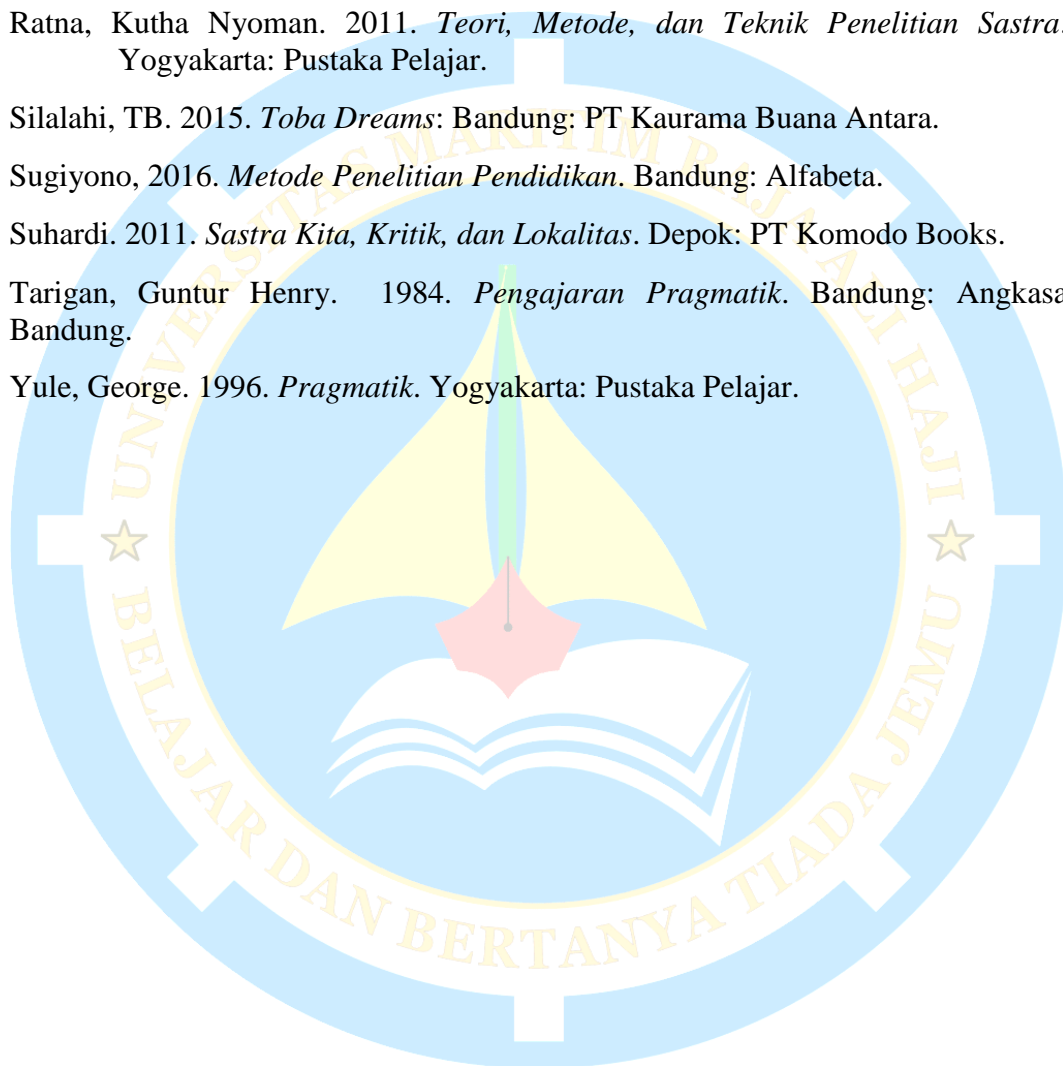 Ratna, Kutha Nyoman. 2011. Teori, Metode, dan Teknik Penelitian Sastra.
Yogyakarta: Pustaka Pelajar.
Silalahi, TB. 2015. Toba Dreams: Bandung: PT Kaurama Buana Antara.
Sugiyono, 2016. Metode Penelitian Pendidikan. Bandung: Alfabeta.
Suhardi. 2011. Sastra Kita, Kritik, dan Lokalitas. Depok: PT Komodo Books.
Tarigan, Guntur Henry. 1984. Pengajaran Pragmatik. Bandung: Angkasa
Bandung.
Yule, George. 1996. Pragmatik. Yogyakarta: Pustaka Pelajar.
UNIVERSITAS MARITIM RAJA ALI HAJI
BELAJAR DAN BERTANYA TIADA JEMU